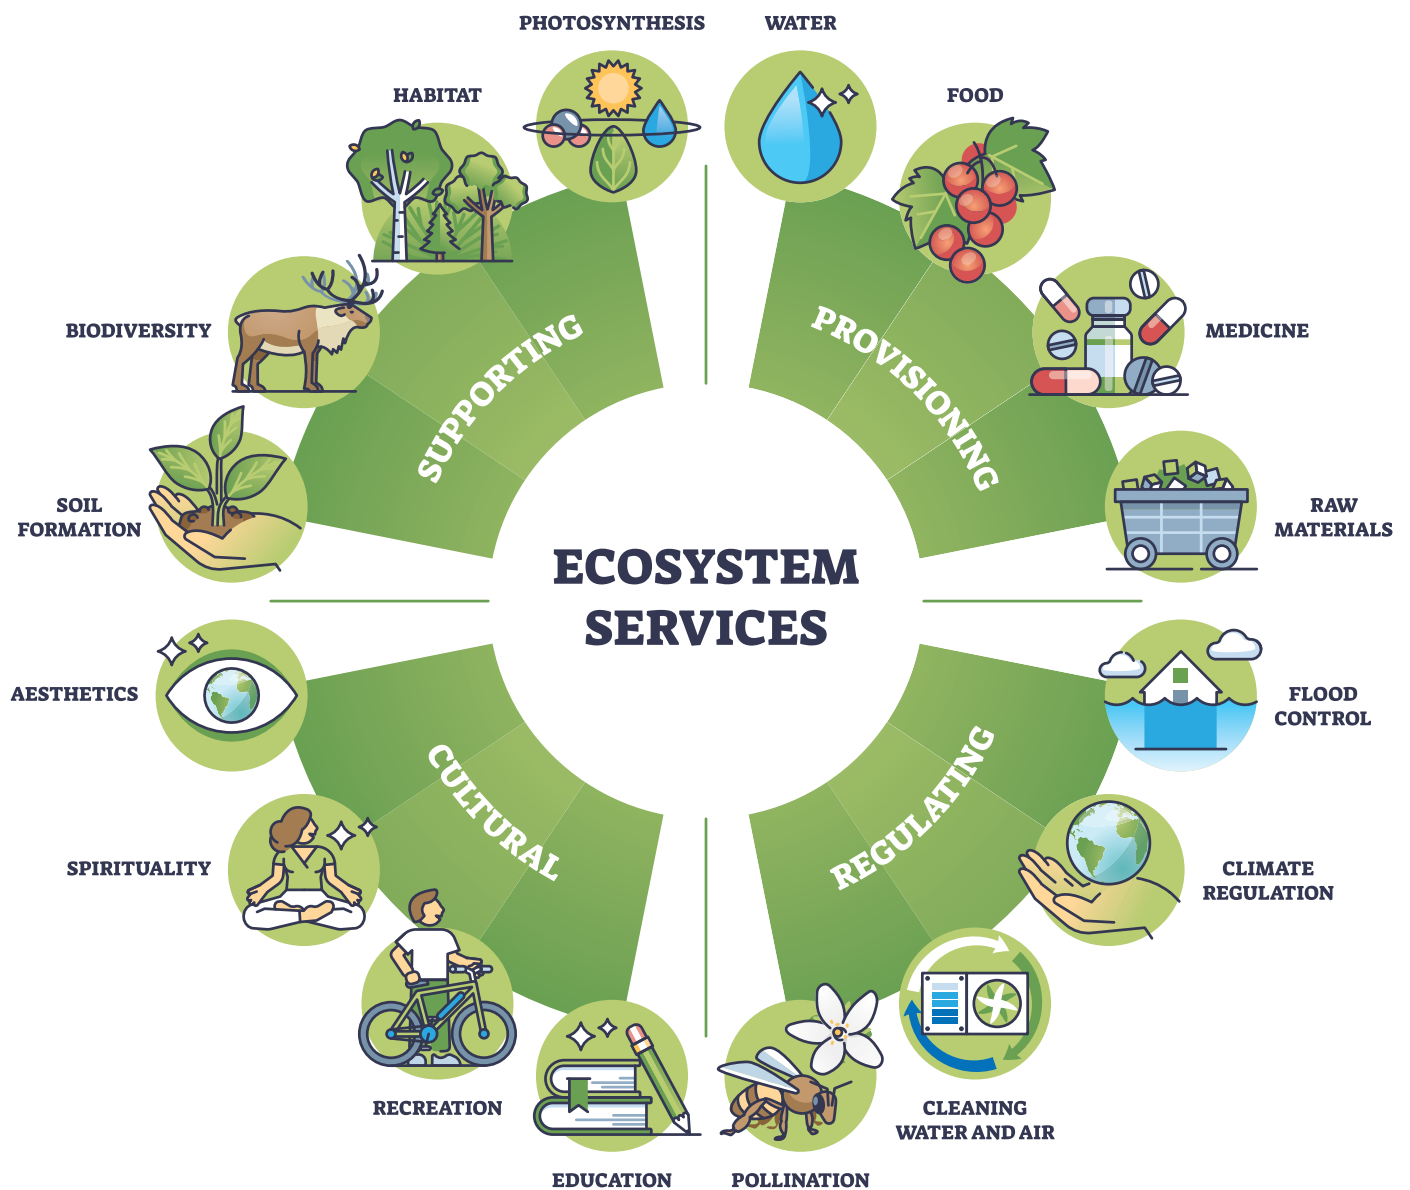 PHOTOSYNTHESIS
WATER
HABITAT
FOOD
BIODIVERSITY
MEDICINE
SUPPORTING
PROVISIONING
SOIL
FORMATION
RAW
MATERIALS
ECOSYSTEM
SERVICES
AESTHETICS
FLOOD
CONTROL
CULTURAL
REGULATING
SPIRITUALITY
CLIMATE
REGULATION
RECREATION
CLEANING
WATER AND AIR
EDUCATION
POLLINATION